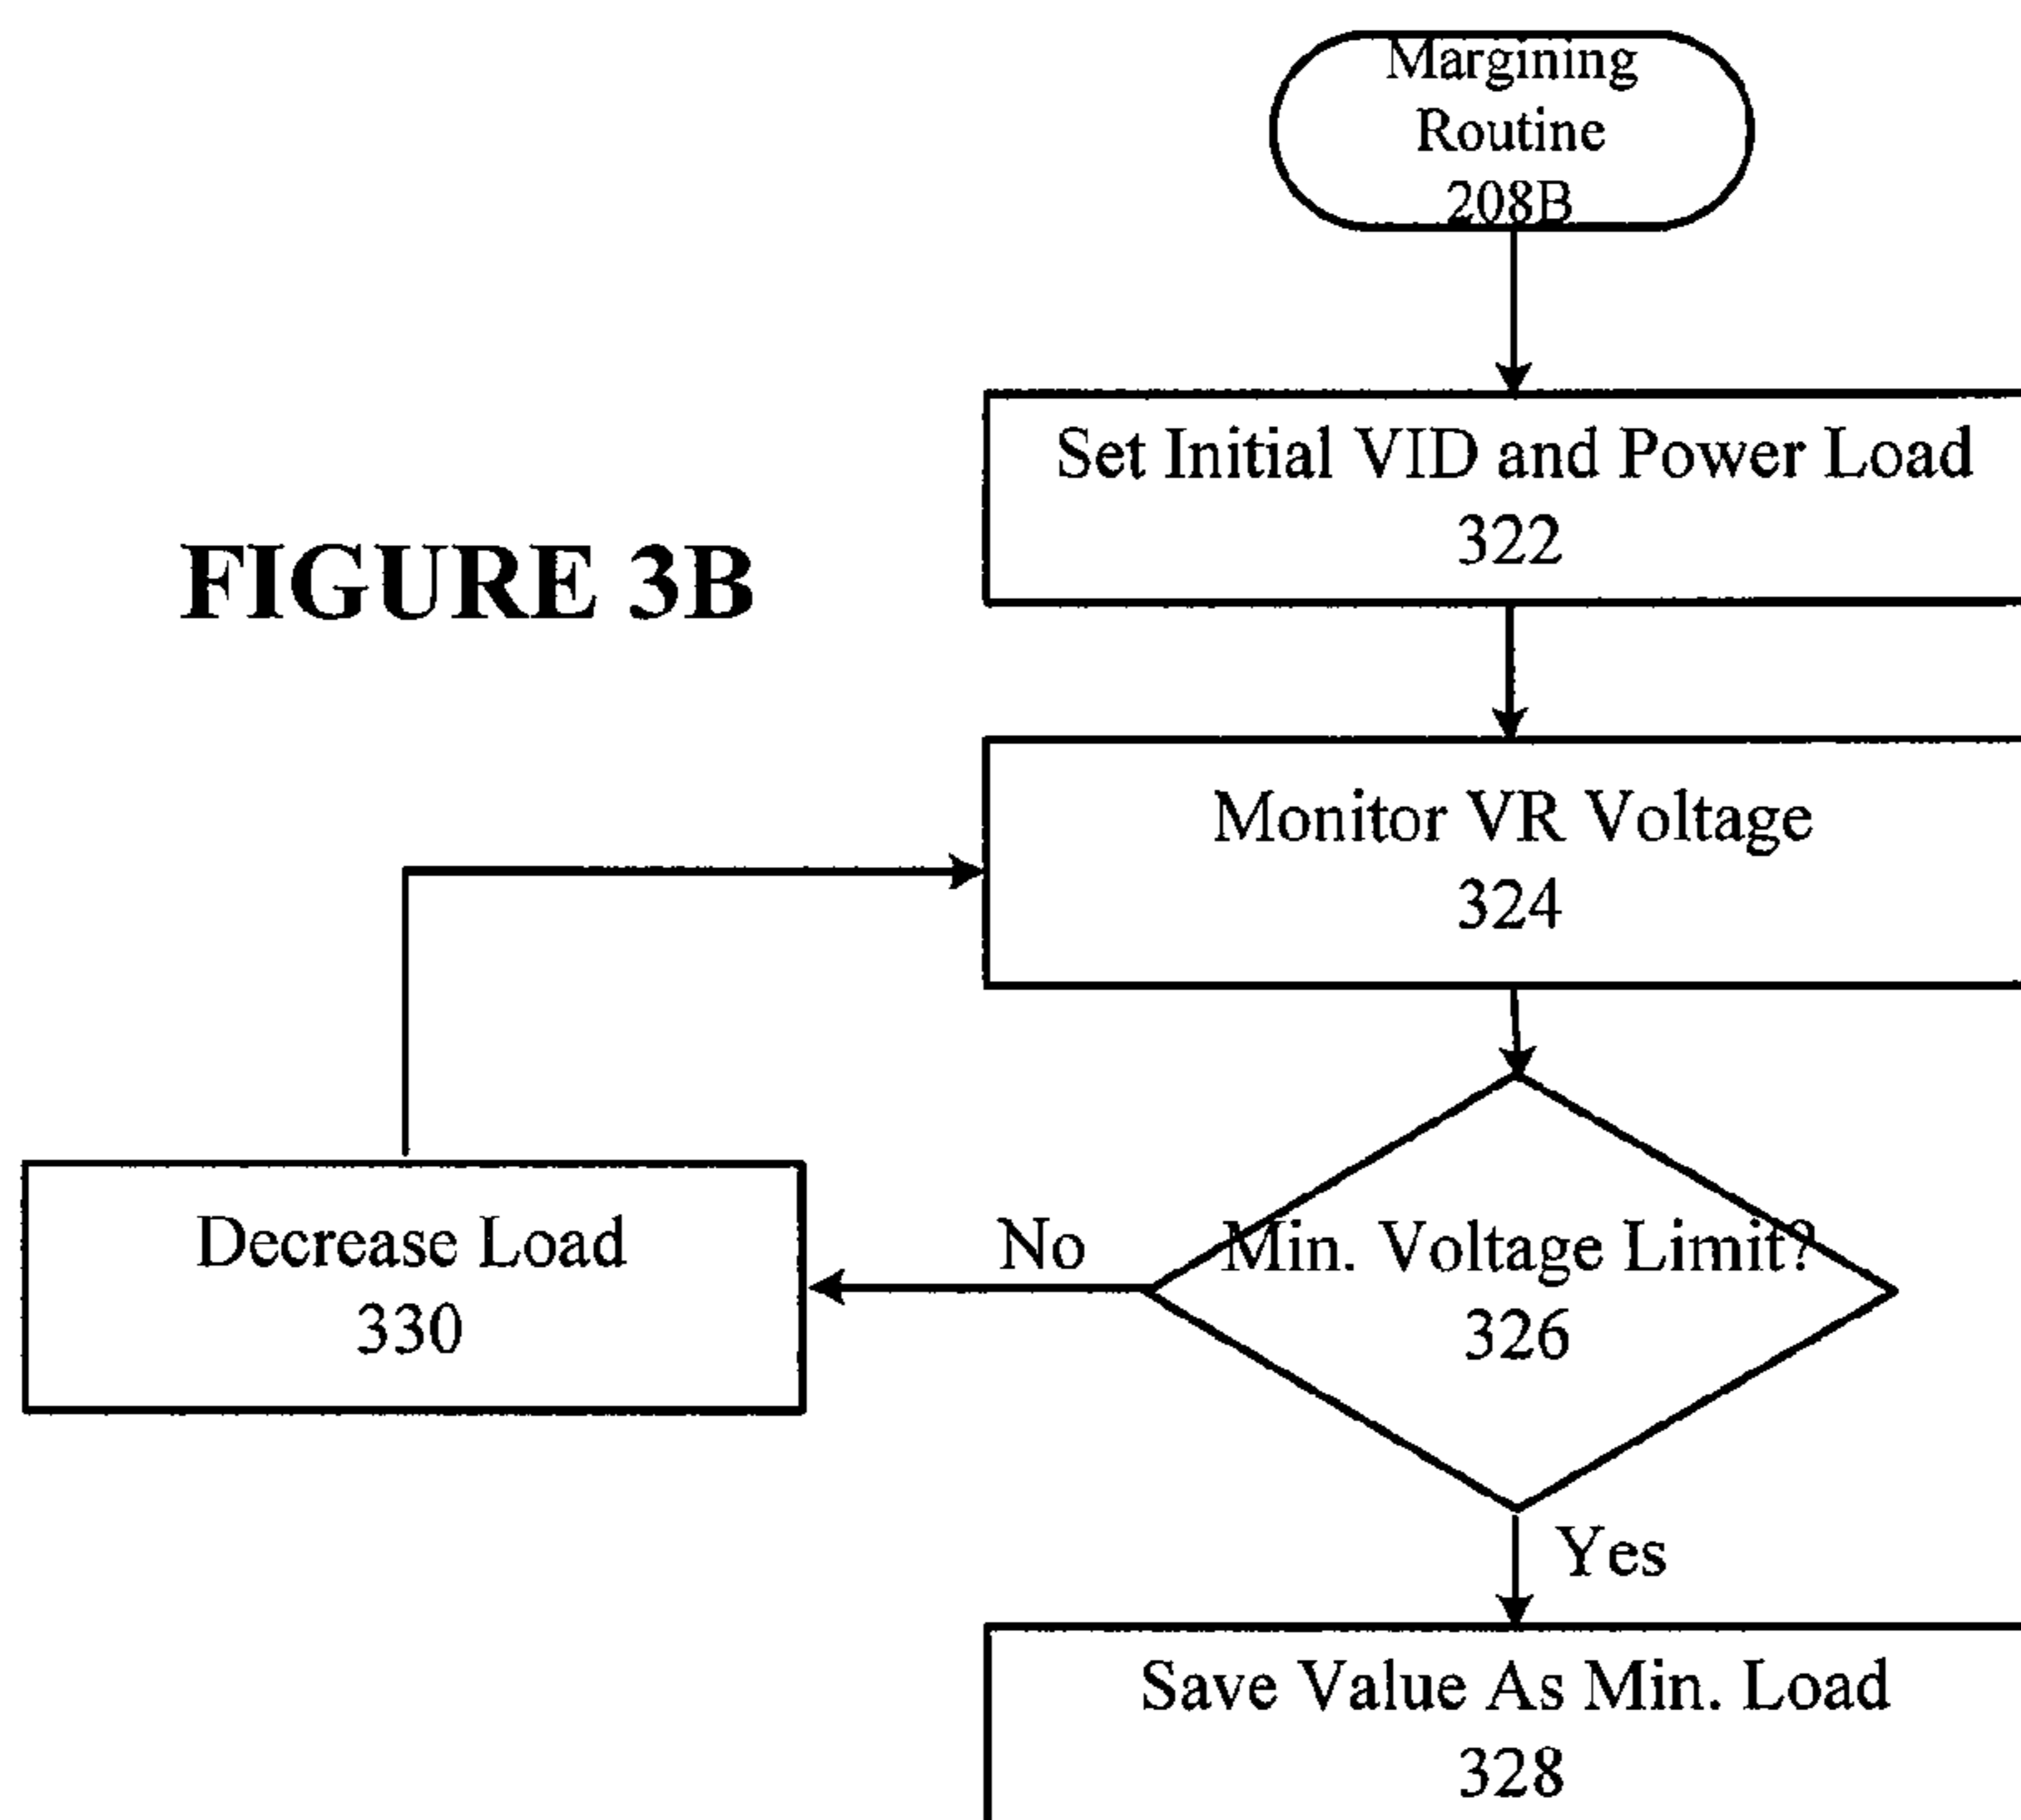 Margining
Routine
208B
Set Initial VID and Power Load
322
FIGURE 3B
Monitor VR Voltage
324
Min. Voltage Limit?
326
No
Decrease Load
330
Yes
Save Value As Min. Load
328